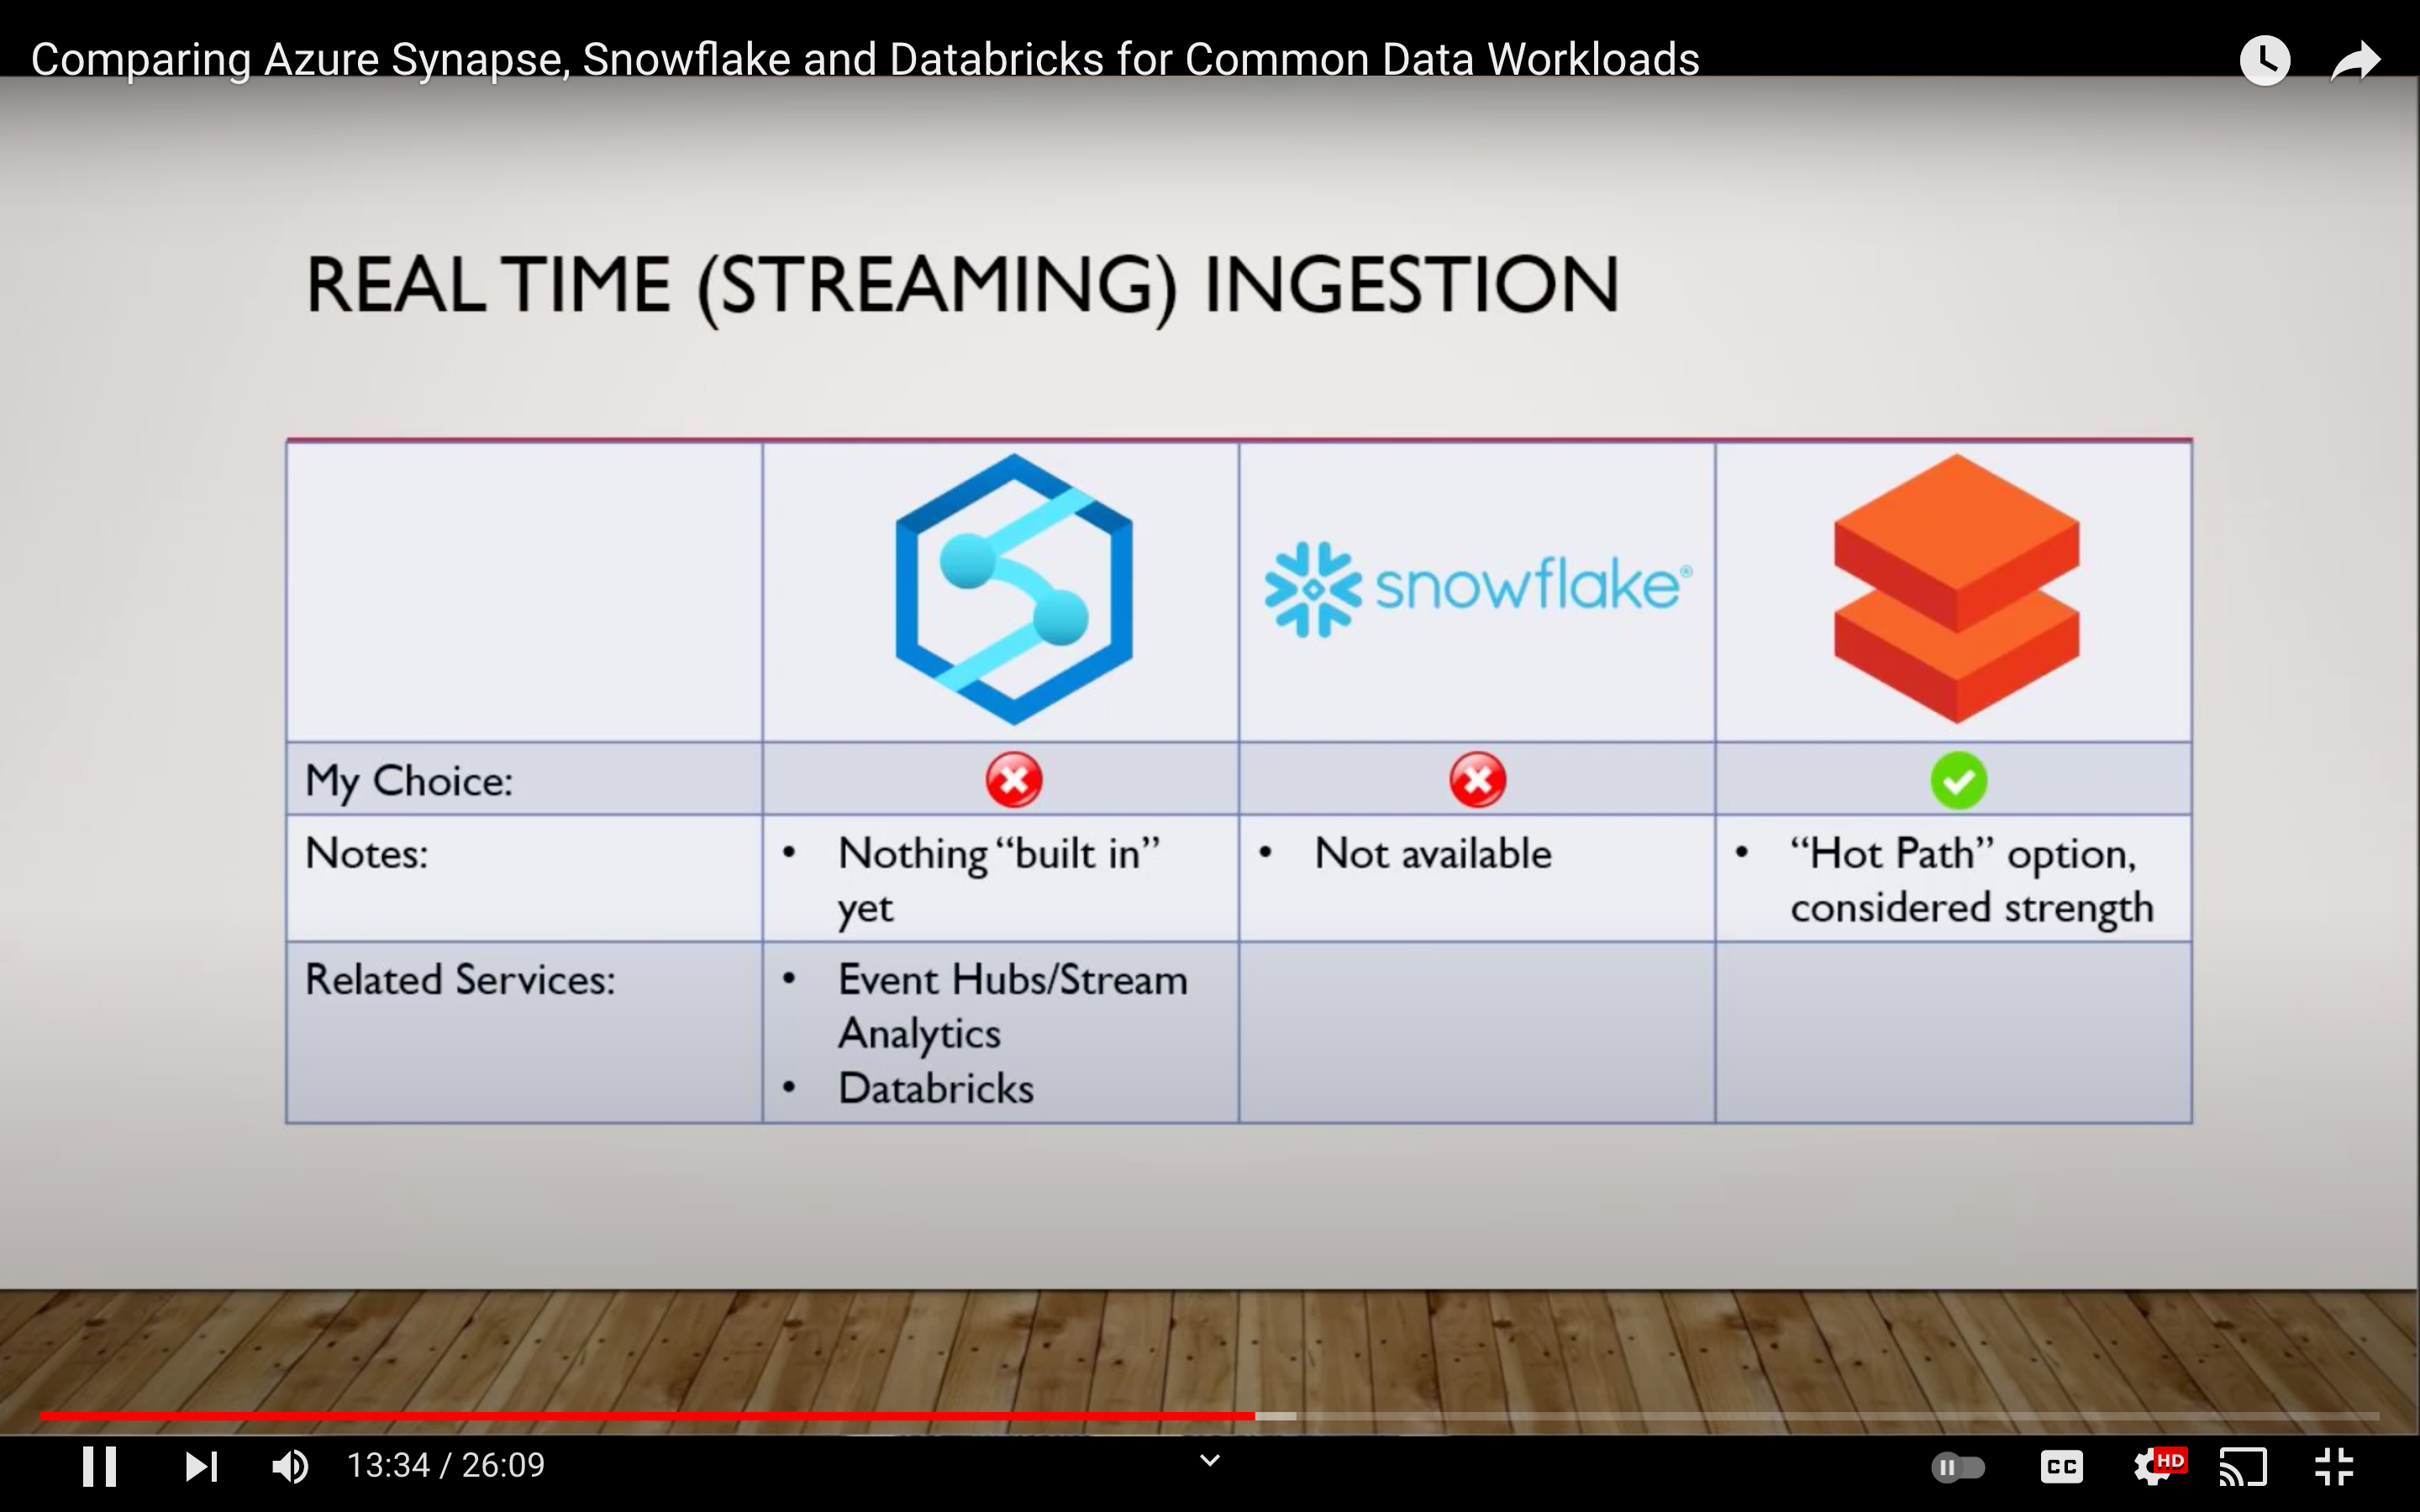 Comparing Azure Synapse, Snowflake and Databricks for Common Data Workloads
REAL TIME (STREAMING) INGESTION
snowflake®
My Choice:
Notes:
• Nothing “built in”
yet
• Not available
• “Hot Path” option,
considered strength
Related Services:
• Event Hubs/Stream
Analytics
• Databricks
13:34 / 26:09
CC
HD